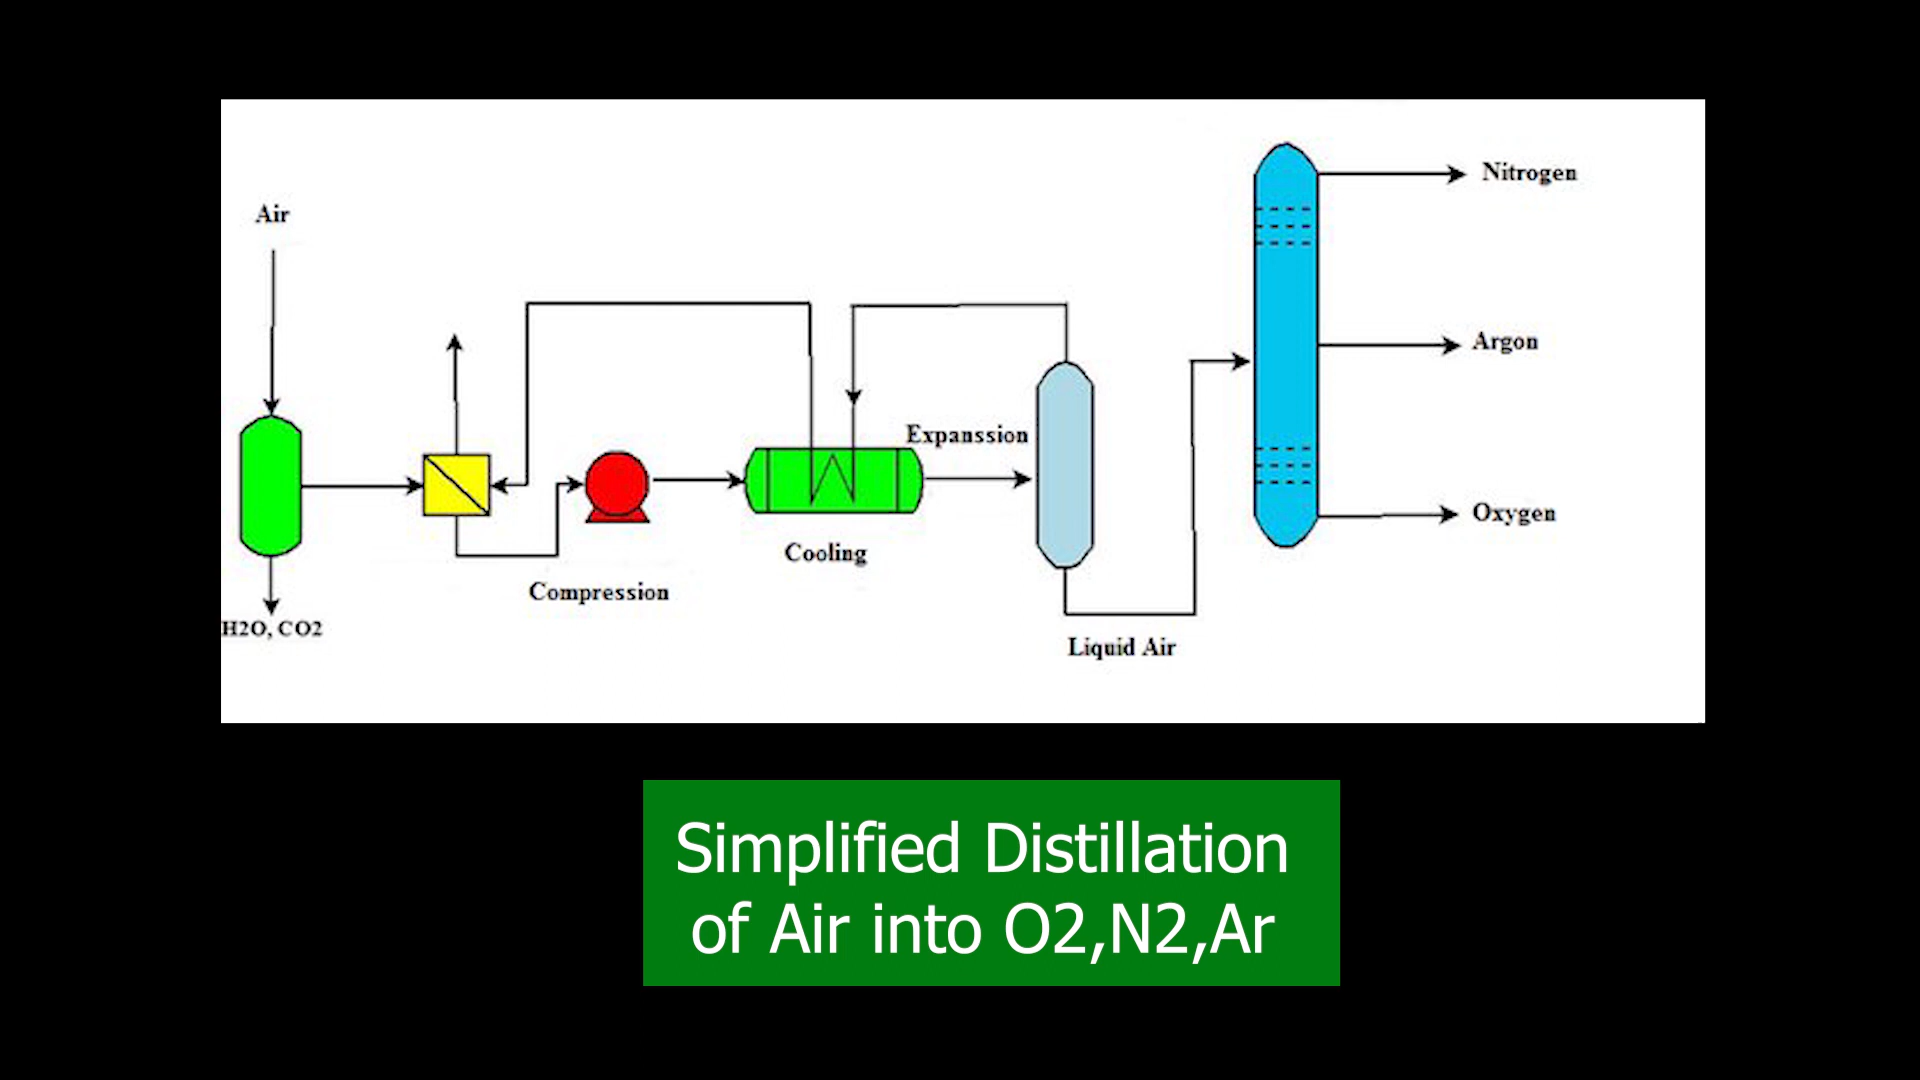 Air
H2O, CO2
Compression
Cooling
Expanssion
Liquid Air
Nitrogen
Argon
Oxygen
Simplified Distillation
of Air into O2,N2,Ar